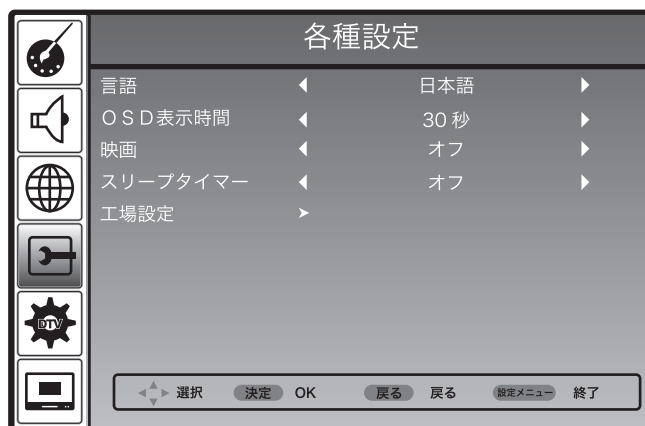 各種設定
言語 日本語
OSD表示時間 30 秒
映画 オフ
スリープタイマー オフ
工場設定
DTV
選択 決定 OK 戻る 戻る 設定メニュー 終了